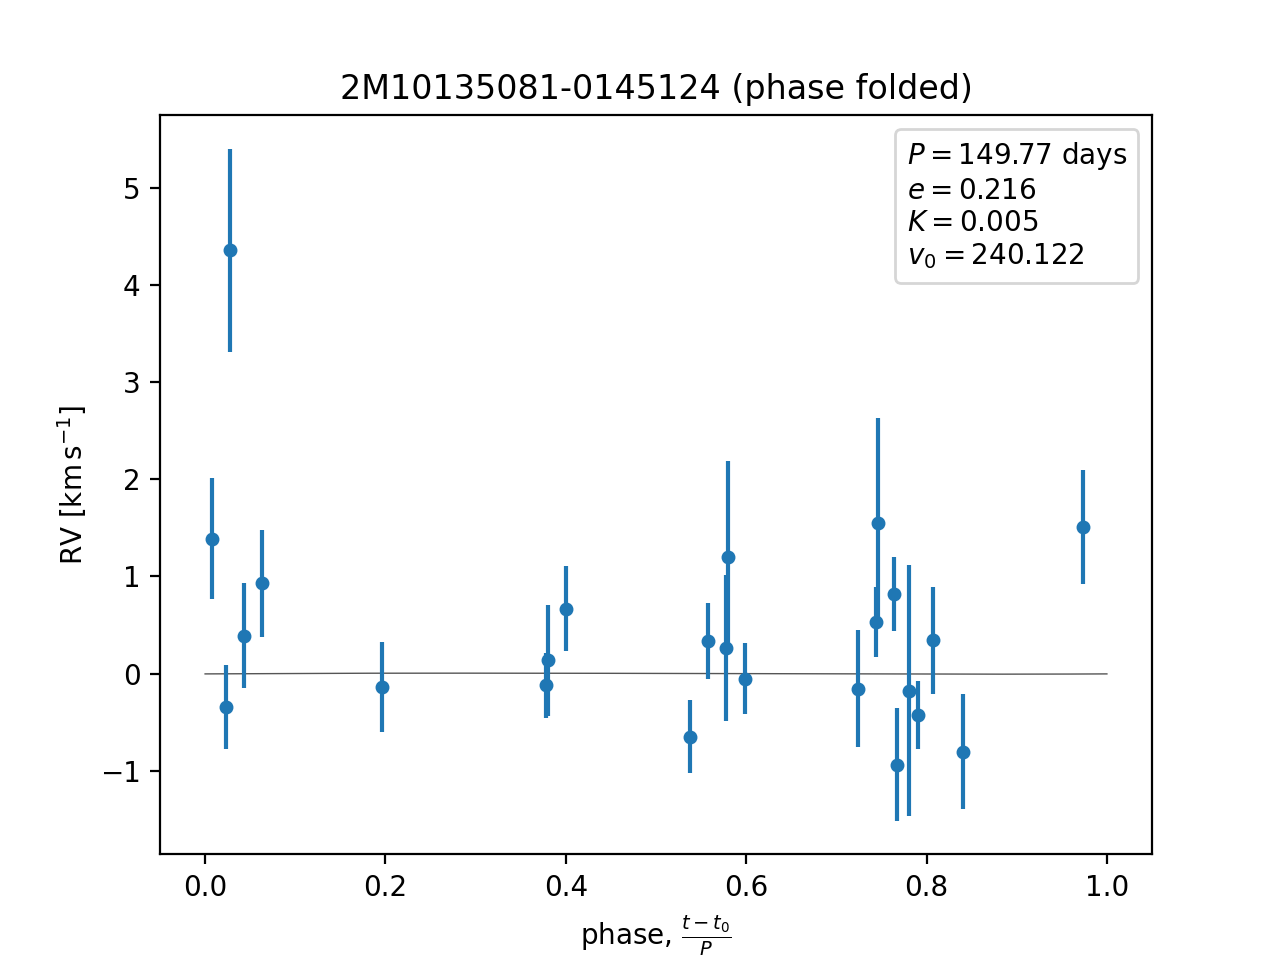 2M10135081-0145124 (phase folded)
P = 149.77 days
e = 0.216
K = 0.005
v₀ = 240.122
RV [km s⁻¹]
5
4
3
2
1
0
−1
0.0 0.2 0.4 0.6 0.8 1.0
phase, (t − t₀)/P